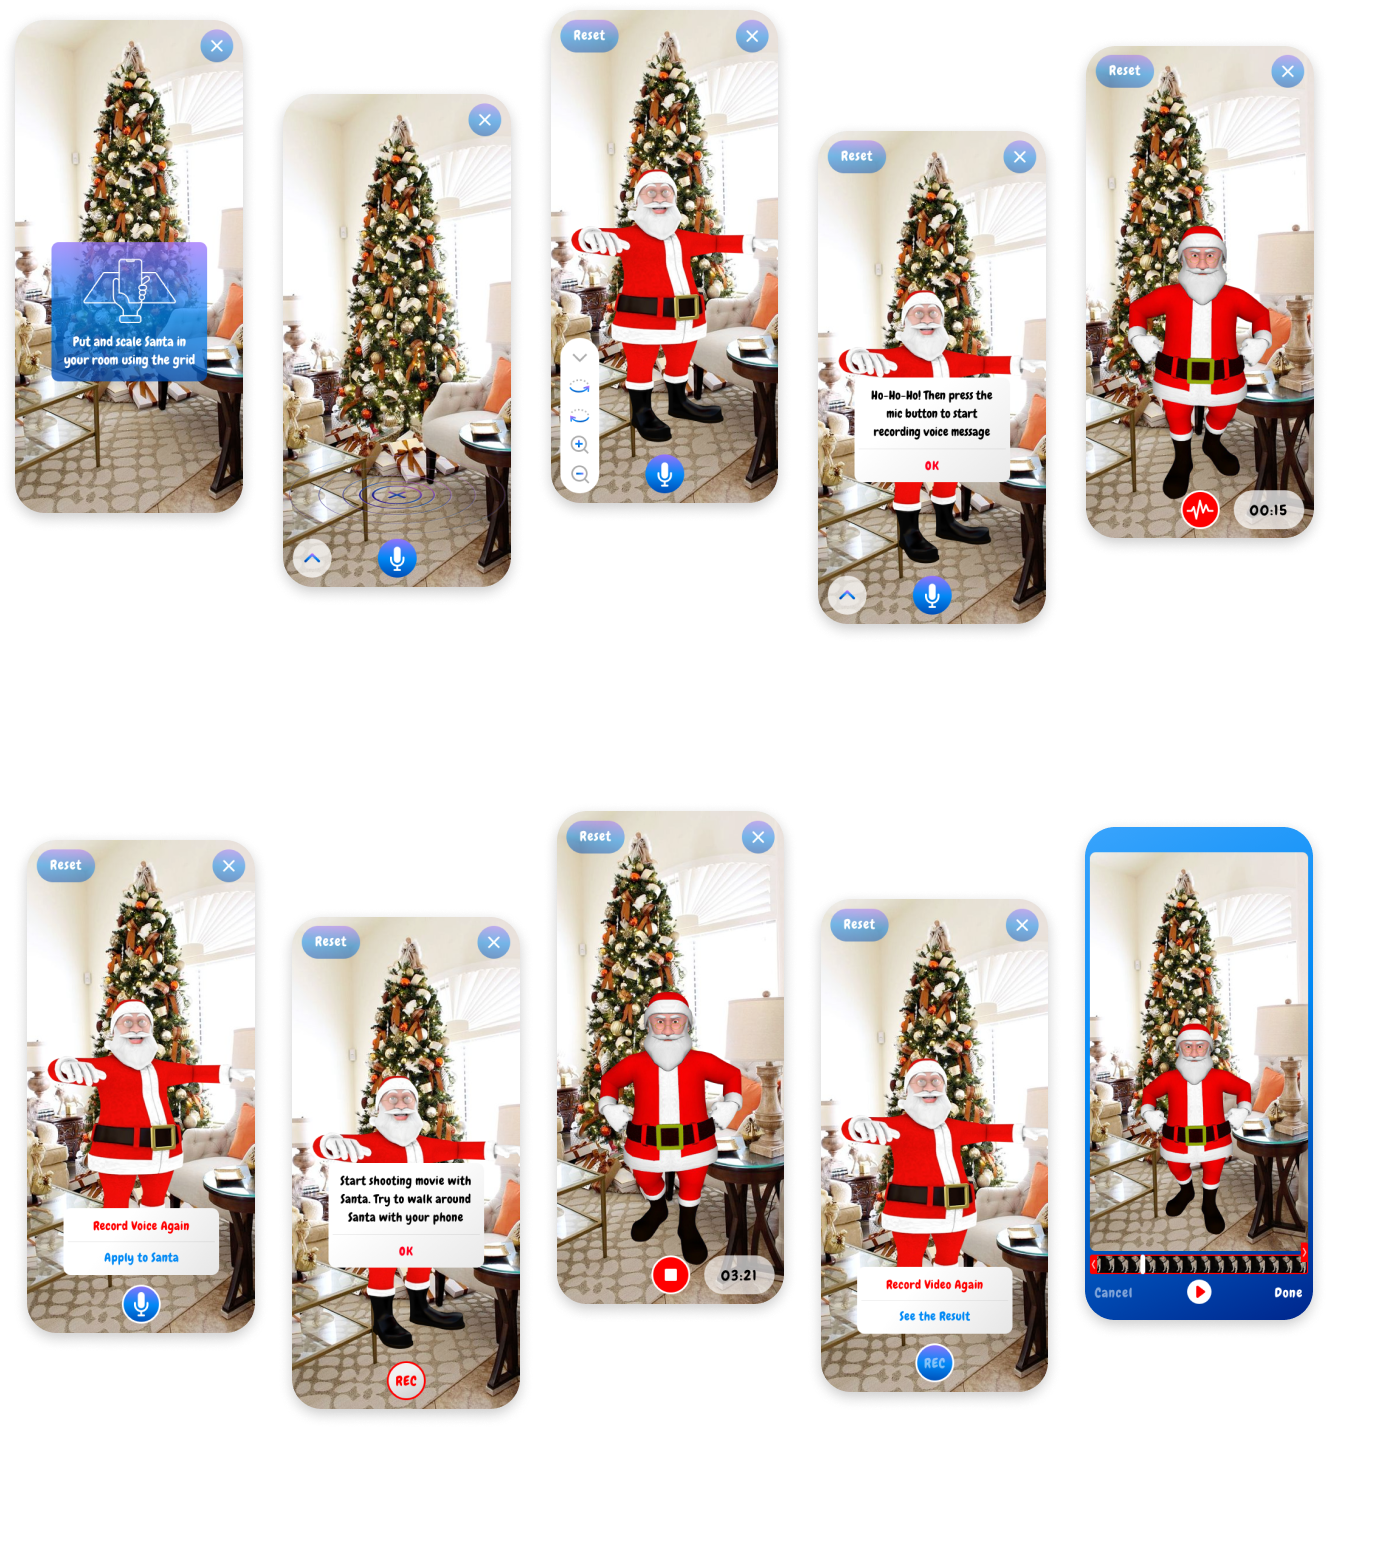 Put and scale Santa in
your room using the grid
Reset
Reset
Ho-Ho-Ho! Then press the
mic button to start
recording voice message
OK
Reset
00:15
Reset
Record Voice Again
Apply to Santa
Reset
Start shooting movie with
Santa. Try to walk around
Santa with your phone
OK
REC
Reset
03:21
Reset
Record Video Again
See the Result
REC
Cancel
Done